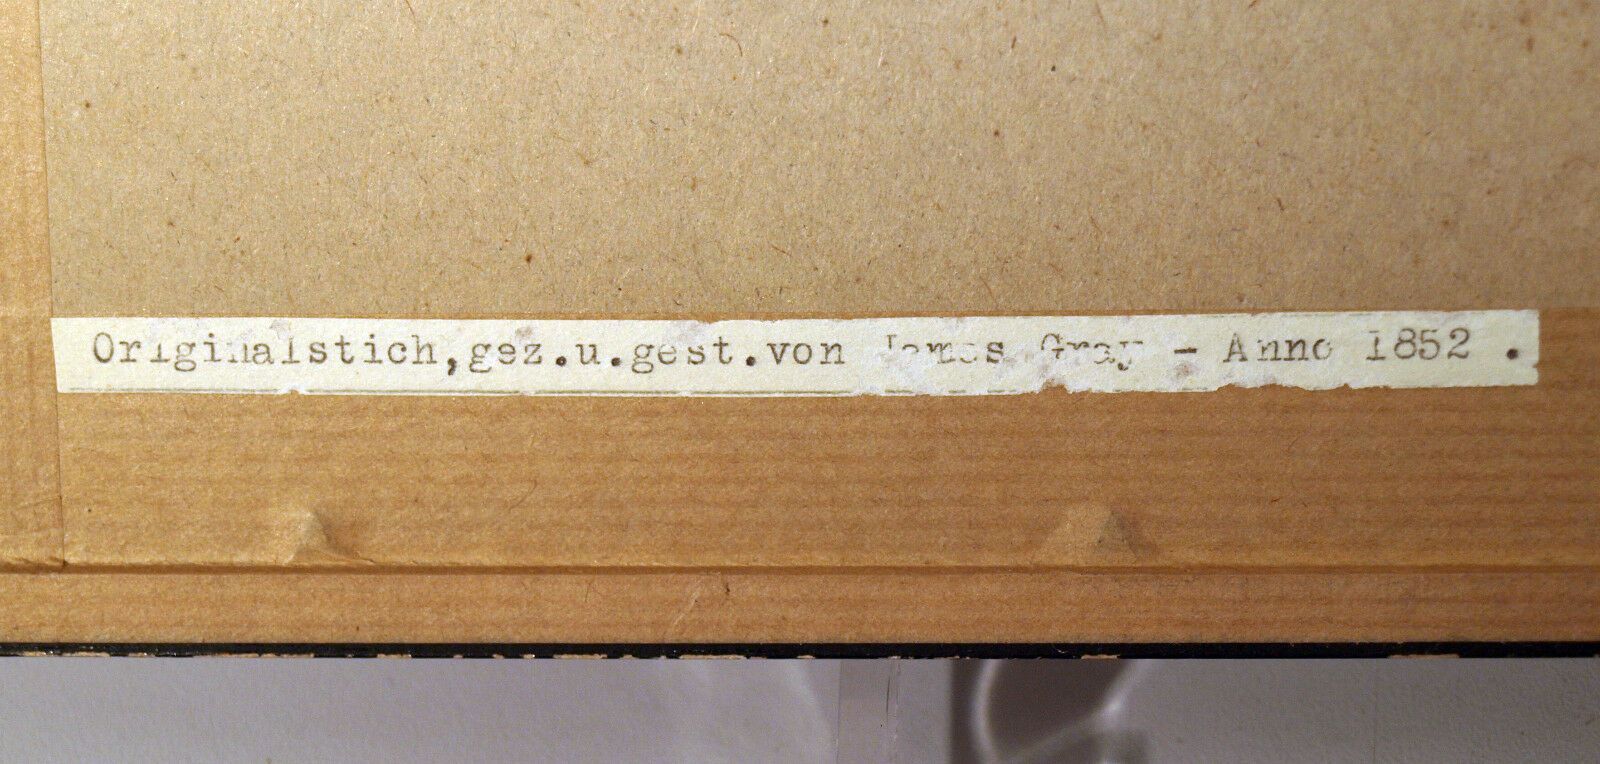 Originalstich,gez.u.gest.von James Gray - Anno 1852 .